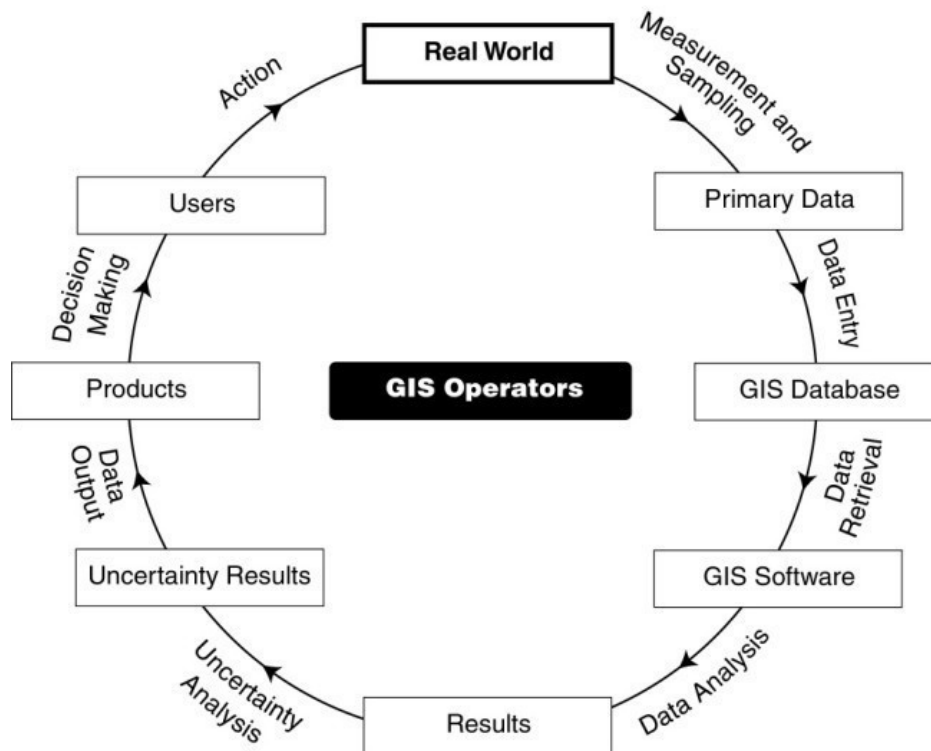 Real World
Measurement and
Sampling
Primary Data
Data Entry
GIS Database
Data
Retrieval
GIS Software
Data Analysis
Results
Uncertainty
Analysis
Uncertainty Results
Data
Output
Products
Decision
Making
Users
Action
GIS Operators